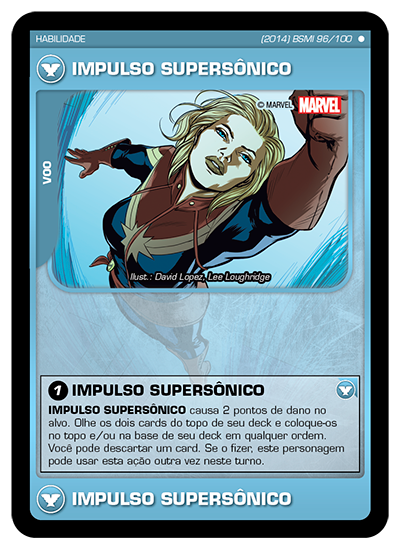 HABILIDADE
(2014) BSMI 96/100
IMPULSO SUPERSÔNICO
© MARVEL MARVEL
VOO
Ilust.: David Lopez, Lee Loughridge
1 IMPULSO SUPERSÔNICO
IMPULSO SUPERSÔNICO causa 2 pontos de dano no
alvo. Olhe os dois cards do topo de seu deck e coloque-os
no topo e/ou na base de seu deck em qualquer ordem.
Você pode descartar um card. Se o fizer, este personagem
pode usar esta ação outra vez neste turno.
IMPULSO SUPERSÔNICO